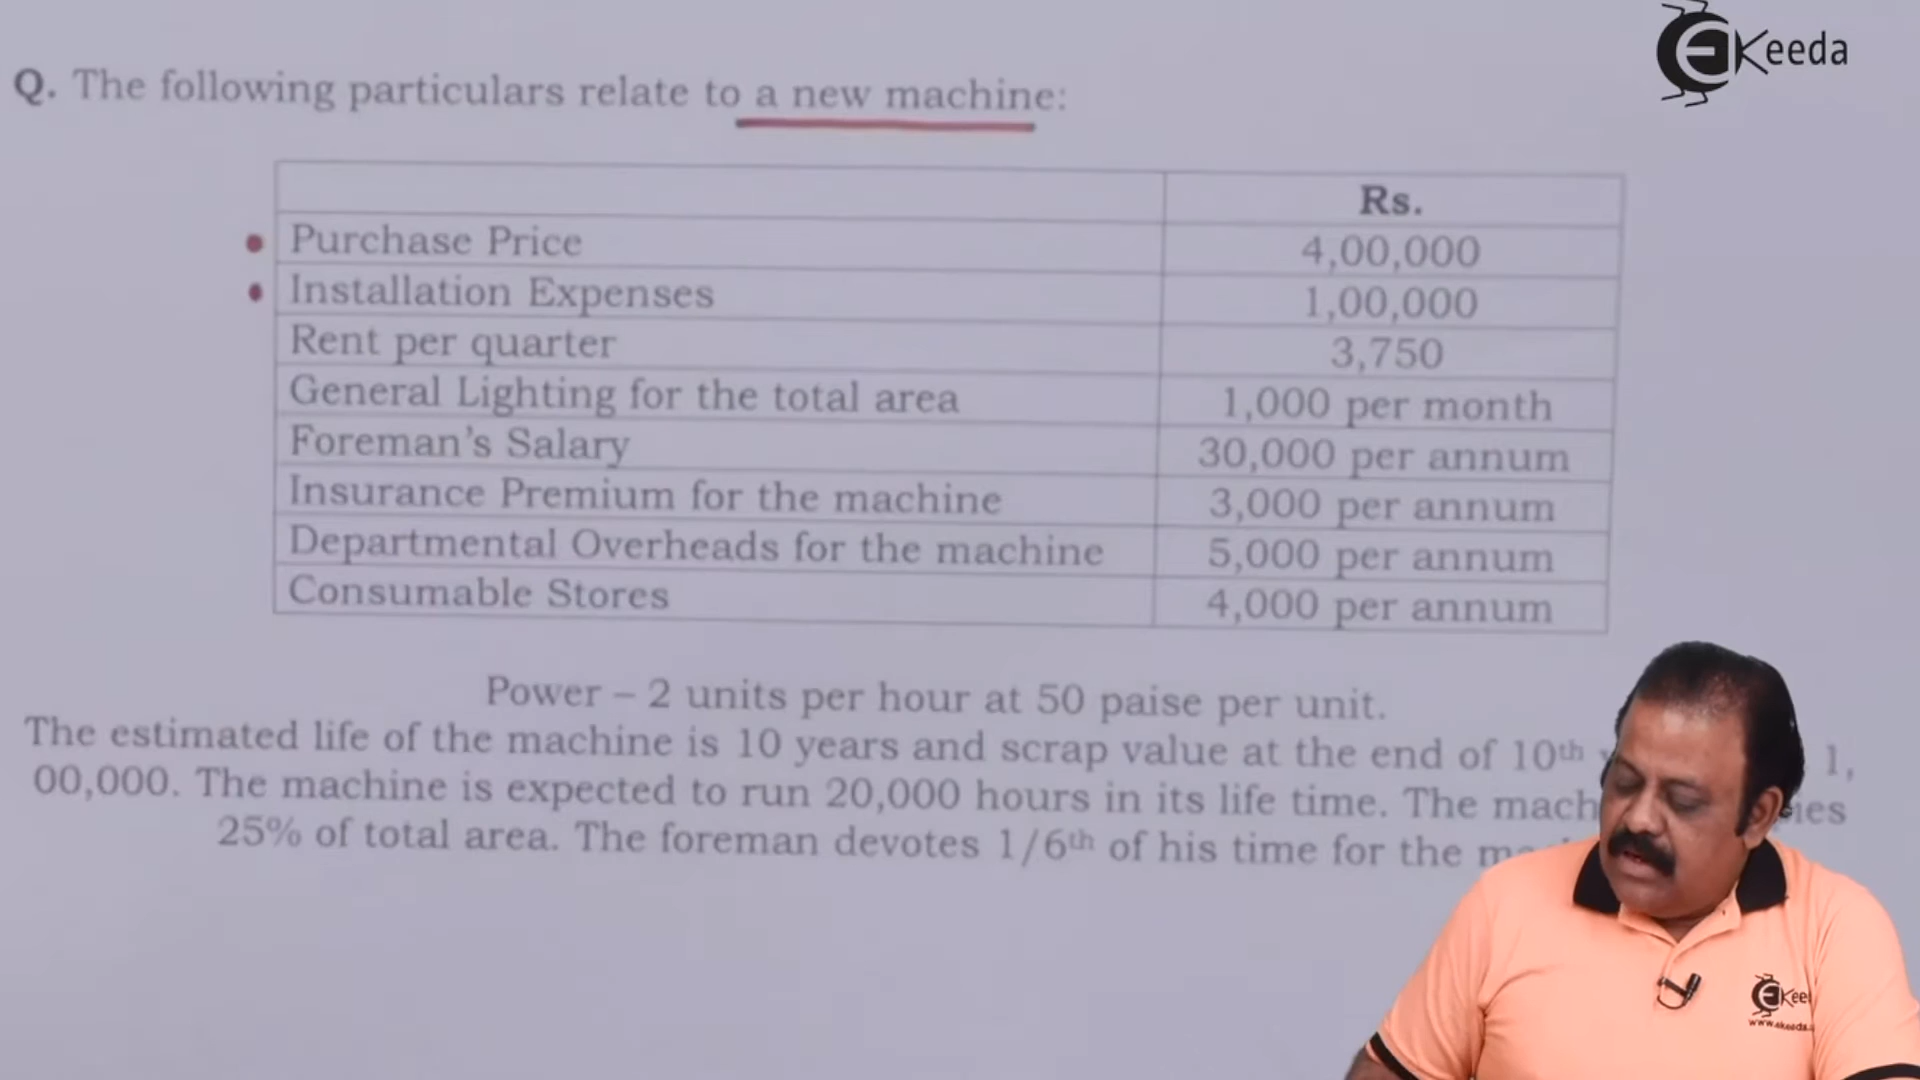 EKeeda
Q. The following particulars relate to a new machine:
Rs.
Purchase Price 4,00,000
Installation Expenses 1,00,000
Rent per quarter 3,750
General Lighting for the total area 1,000 per month
Foreman's Salary 30,000 per annum
Insurance Premium for the machine 3,000 per annum
Departmental Overheads for the machine 5,000 per annum
Consumable Stores 4,000 per annum
Power – 2 units per hour at 50 paise per unit.
The estimated life of the machine is 10 years and scrap value at the end of 10th 1,
00,000. The machine is expected to run 20,000 hours in its life time. The
25% of total area. The foreman devotes 1/6th of his time for the